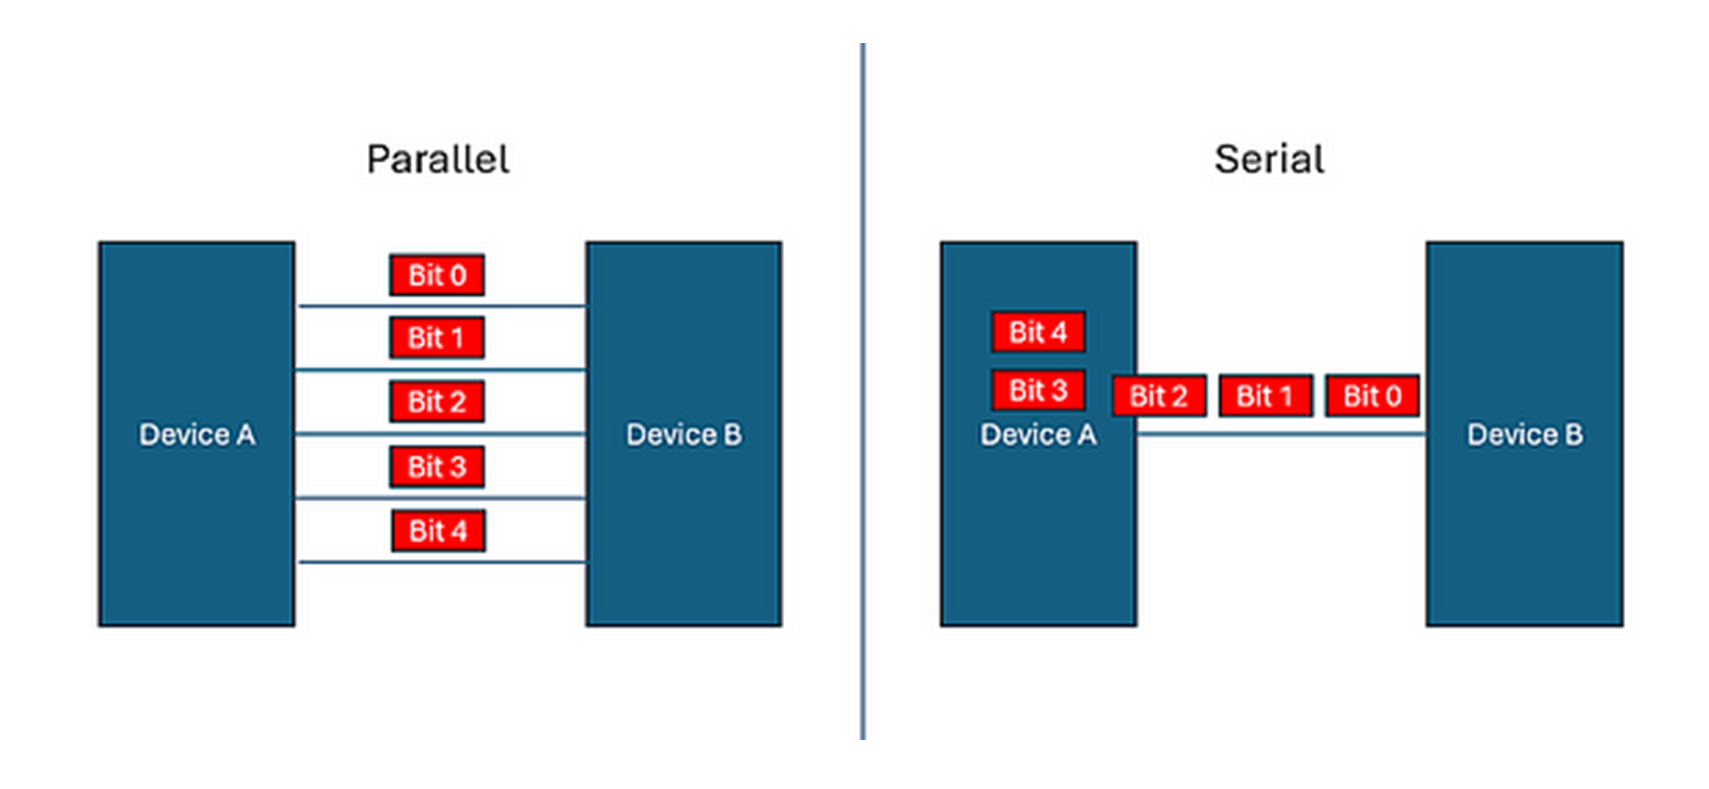 Parallel
Bit 0
Bit 1
Bit 2
Bit 3
Bit 4
Device A
Device B
Serial
Bit 4
Bit 3
Bit 2
Bit 1
Bit 0
Device A
Device B